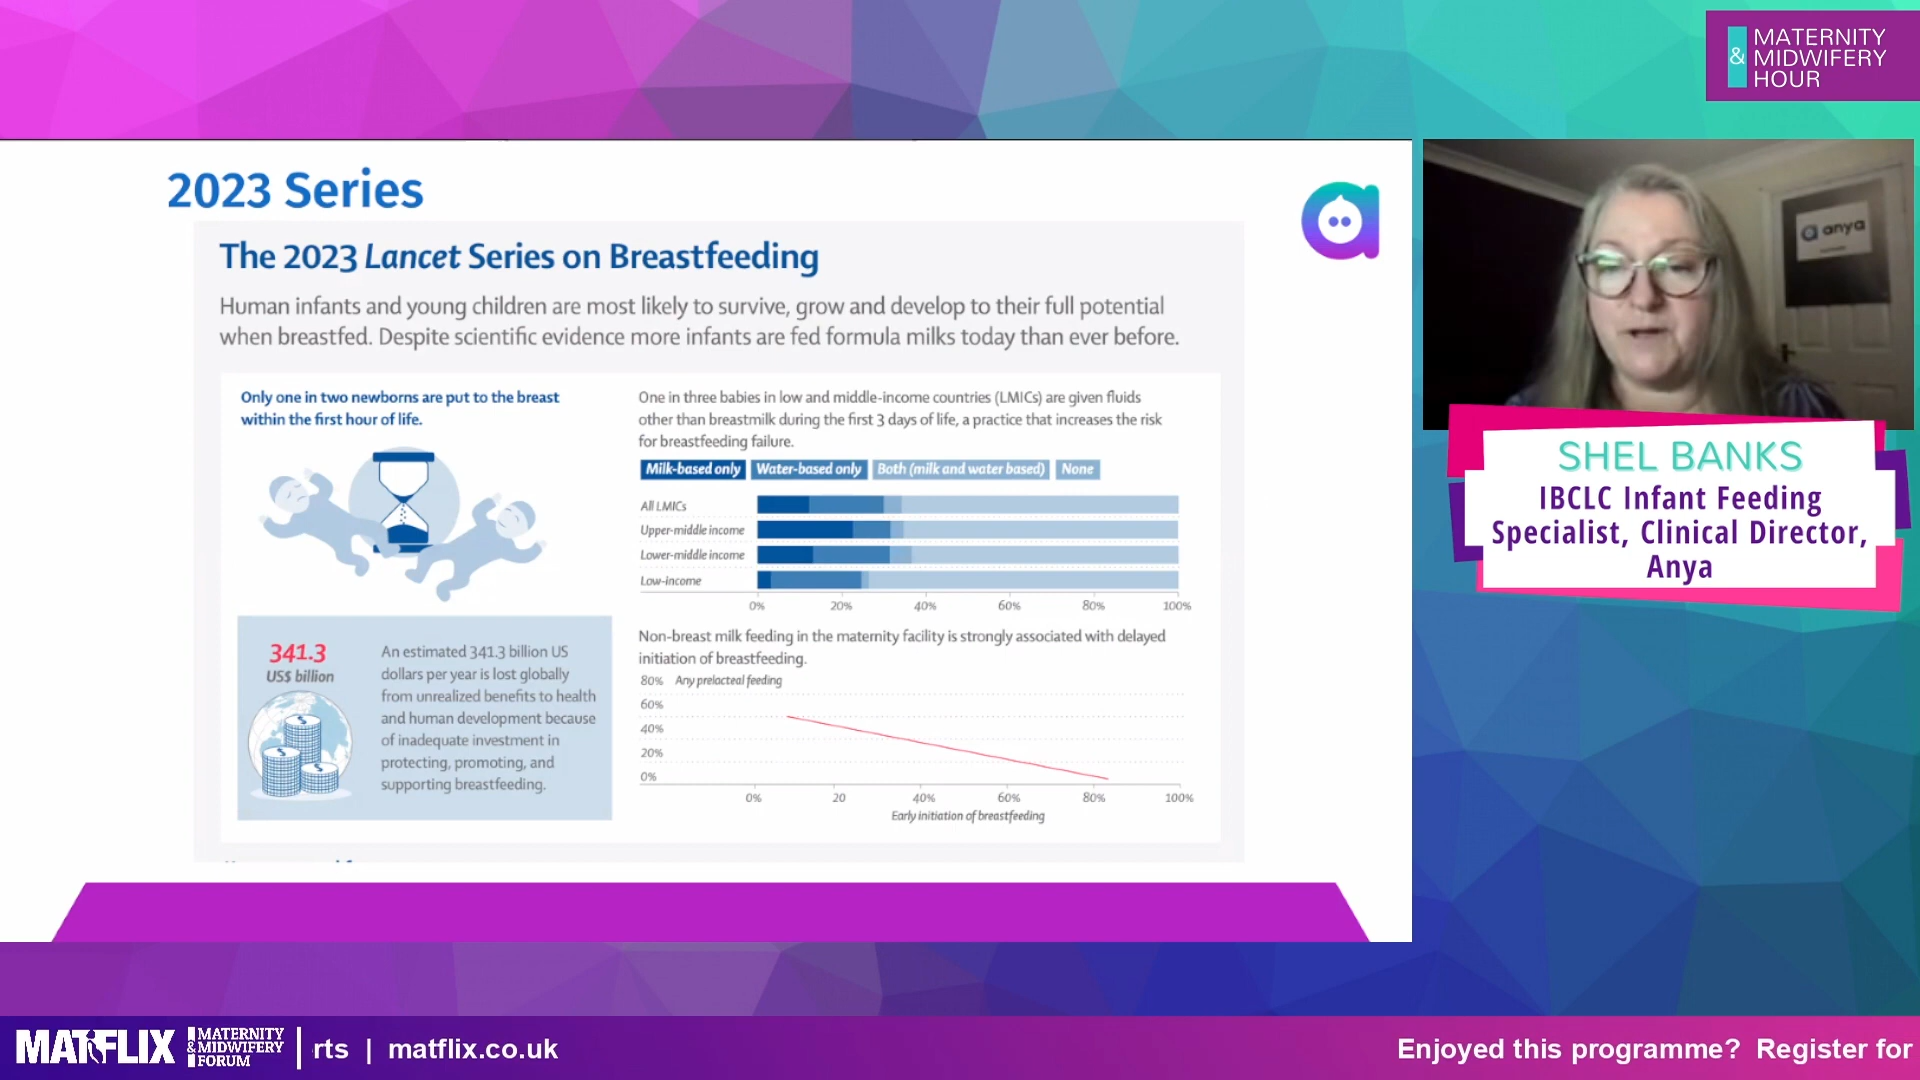 MATERNITY
& MIDWIFERY
HOUR
2023 Series
The 2023 Lancet Series on Breastfeeding
Human infants and young children are most likely to survive, grow and develop to their full potential
when breastfed. Despite scientific evidence more infants are fed formula milks today than ever before.
Only one in two newborns are put to the breast
within the first hour of life.
341.3
US$ billion
An estimated 341.3 billion US
dollars per year is lost globally
from unrealized benefits to health
and human development because
of inadequate investment in
protecting, promoting, and
supporting breastfeeding.
One in three babies in low and middle-income countries (LMICs) are given fluids
other than breastmilk during the first 3 days of life, a practice that increases the risk
for breastfeeding failure.
Milk-based only Water-based only Both (milk and water based) None
All LMICs
Upper-middle income
Lower-middle income
Low-income
0% 20% 40% 60% 80% 100%
Non-breast milk feeding in the maternity facility is strongly associated with delayed
initiation of breastfeeding.
80% Any prelacteal feeding
60%
40%
20%
0%
0% 20 40% 60% 80% 100%
Early initiation of breastfeeding
anya
SHEL BANKS
IBCLC Infant Feeding
Specialist, Clinical Director,
Anya
MATFLIX
MATERNITY
& MIDWIFERY
FORUM
rts | matflix.co.uk
Enjoyed this programme? Register for